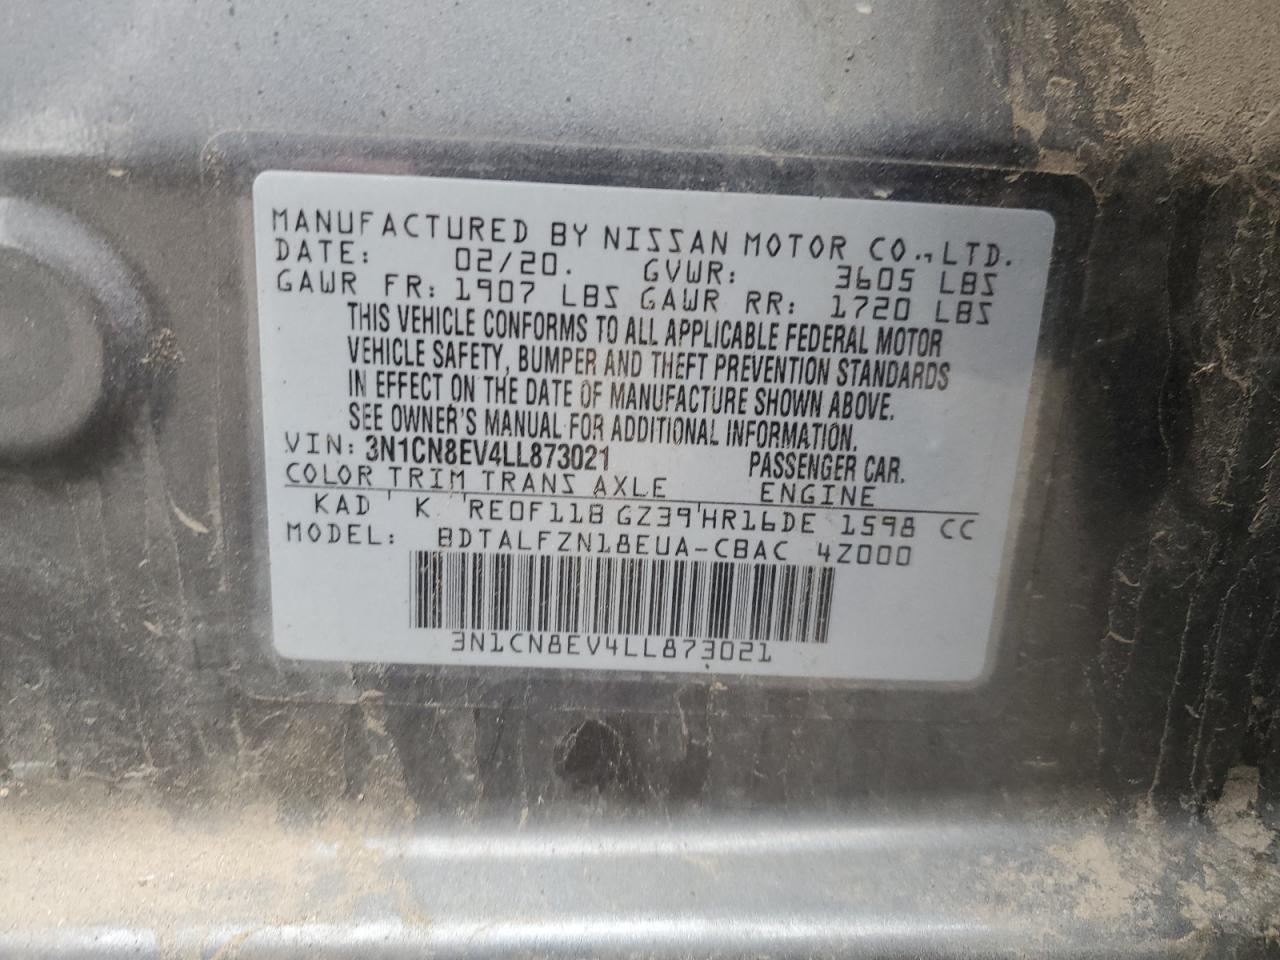 MANUFACTURED BY NISSAN MOTOR CO., LTD.
DATE: 02/20. GVWR: 3605 LBS
GAWR FR: 1907 LBS GAWR RR: 1720 LBS
THIS VEHICLE CONFORMS TO ALL APPLICABLE FEDERAL MOTOR
VEHICLE SAFETY, BUMPER AND THEFT PREVENTION STANDARDS
IN EFFECT ON THE DATE OF MANUFACTURE SHOWN ABOVE.
SEE OWNER'S MANUAL FOR ADDITIONAL INFORMATION.
VIN: 3N1CN8EV4LL873021 PASSENGER CAR.
COLOR TRIM TRANS AXLE ENGINE
KAD ' K 'RE0F11B GZ39'HR16DE 1598 CC
MODEL: BDTALFZN18EUA-CBAC 4Z000
3N1CN8EV4LL873021